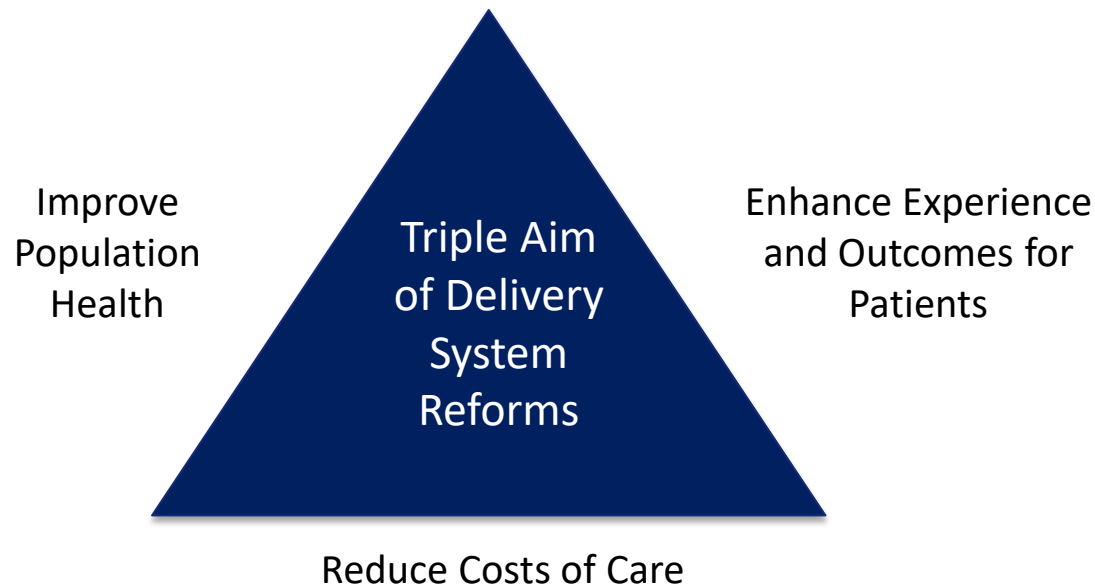 Improve
Population
Health
Triple Aim
of Delivery
System
Reforms
Enhance Experience
and Outcomes for
Patients
Reduce Costs of Care